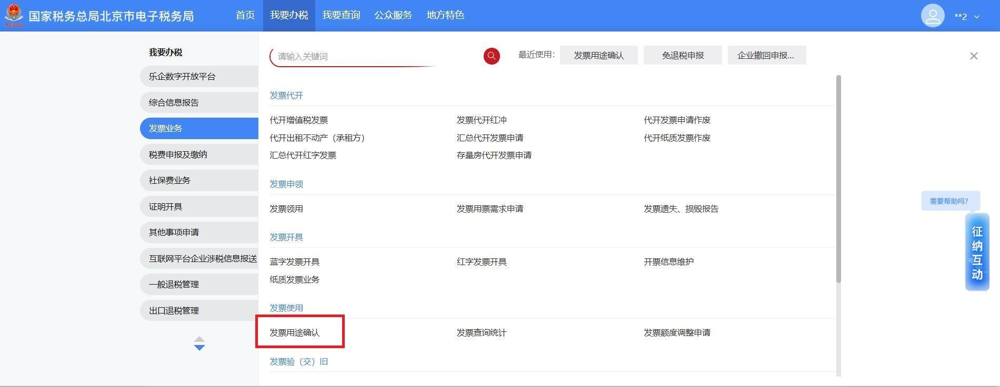 国家税务总局北京市电子税务局
首页 我要办税 我要查询 公众服务 地方特色
**2
我要办税
乐企数字开放平台
综合信息报告
发票业务
税费申报及缴纳
社保费业务
证明开具
其他事项申请
互联网平台企业涉税信息报送
一般退税管理
出口退税管理
请输入关键词
最近使用： 发票用途确认 免退税申报 企业撤回申报...
发票代开
代开增值税发票 发票代开红冲 代开发票申请作废
代开出租不动产（承租方） 汇总代开发票申请 代开纸质发票作废
汇总代开红字发票 存量房代开发票申请
发票申领
发票领用 发票用票需求申请 发票遗失、损毁报告
发票开具
蓝字发票开具 红字发票开具 开票信息维护
纸质发票业务
发票使用
发票用途确认 发票查询统计 发票额度调整申请
发票验（交）旧
需要帮助吗?
征纳互动